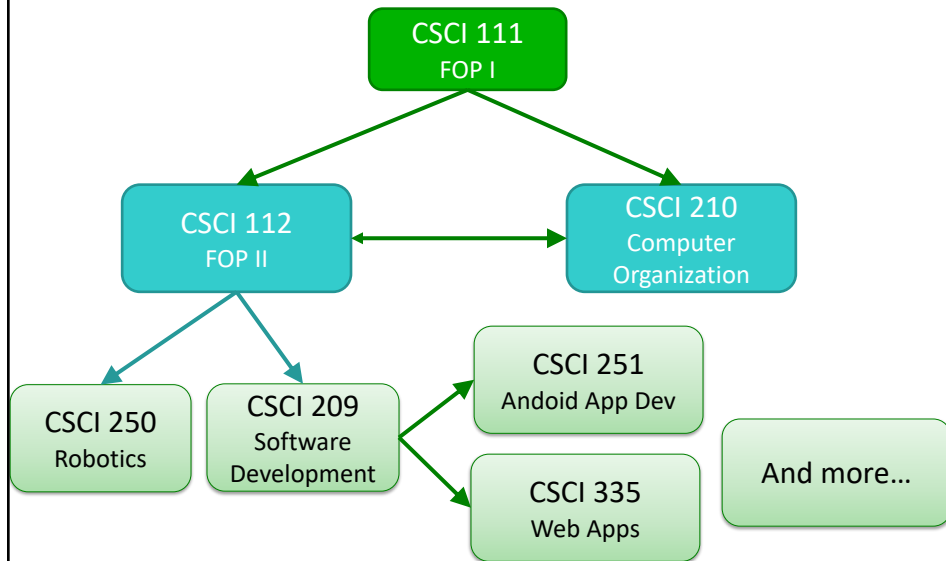 CSCI 111
FOP I
CSCI 112
FOP II
CSCI 210
Computer
Organization
CSCI 250
Robotics
CSCI 209
Software
Development
CSCI 251
Andoid App Dev
CSCI 335
Web Apps
And more…